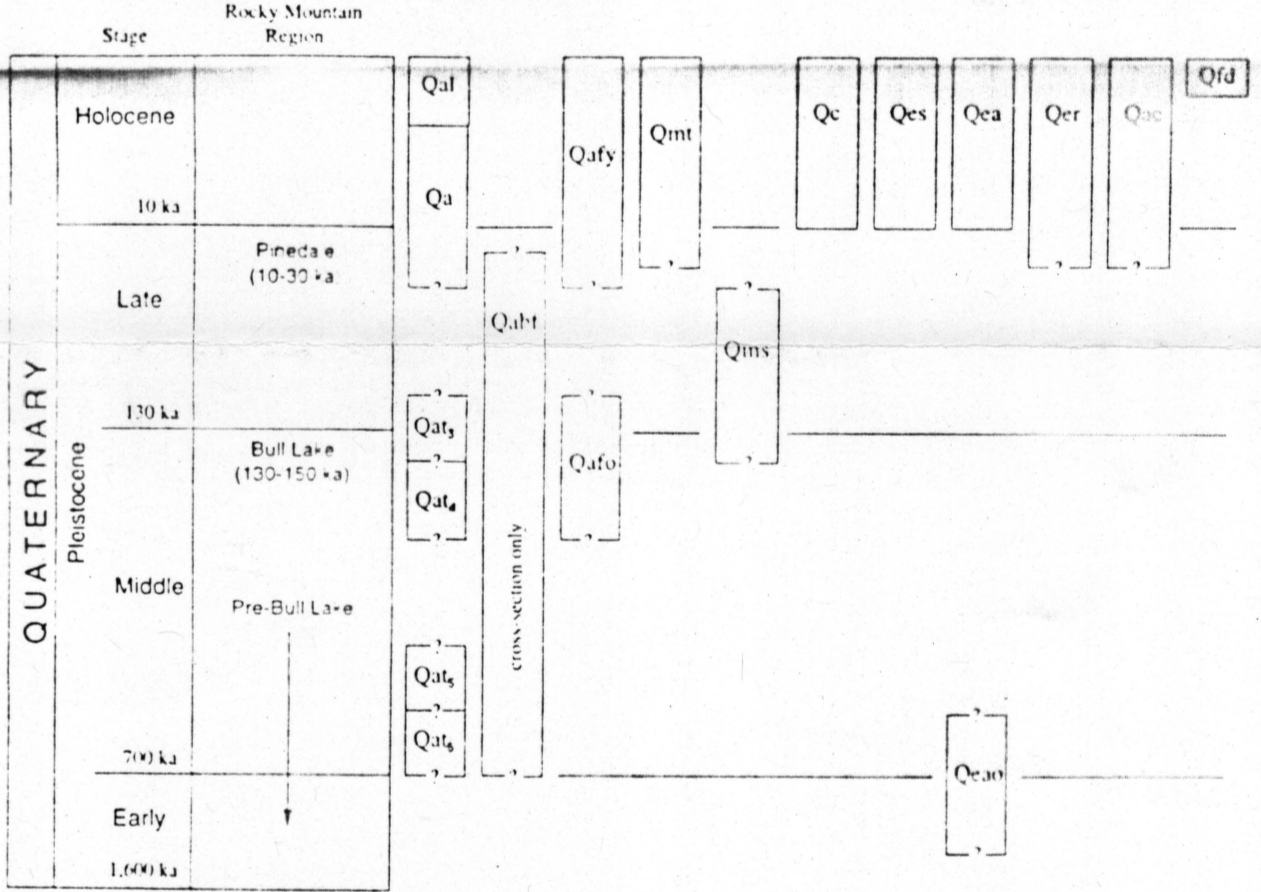 Rocky Mountain
Stage Region
QUATERNARY
Pleistocene
Holocene
10 ka
Late
130 ka
Middle
700 ka
Early
1,600 ka
Pinedale
(10-30 ka)
Bull Lake
(130-150 ka)
Pre-Bull Lake
Qal
Qa
?
?
Qat₃
?
?
Qat₄
?
?
Qat₅
?
?
Qat₆
?
?
Qabt
cross-section only
?
Qafy
?
?
Qafo
?
Qmt
?
?
Qms
?
Qc
Qes
Qea
?
Qeao
?
Qer
?
Qac
?
Qfd